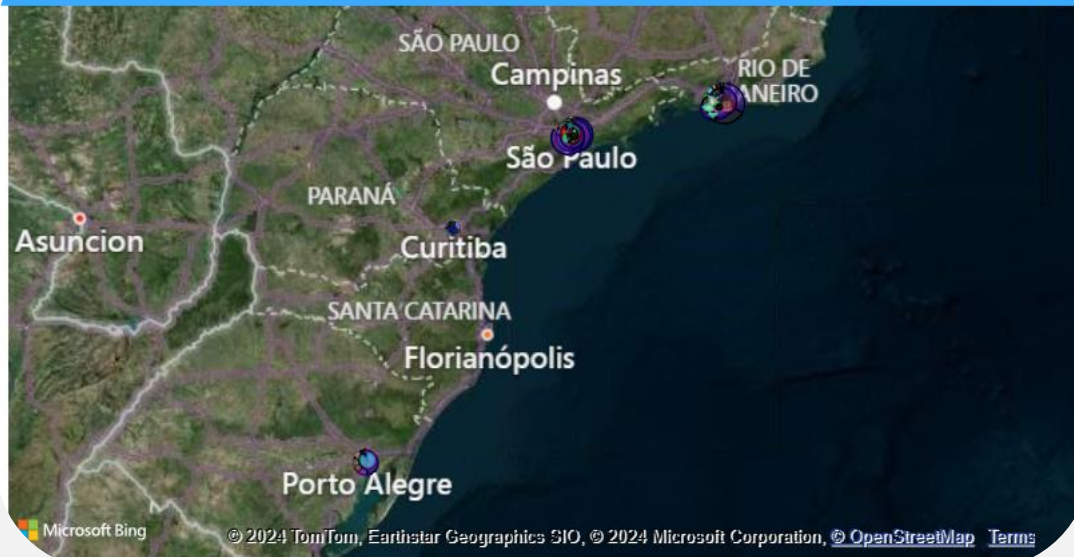 SÃO PAULO
Campinas
RIO DE
ANEIRO
São Paulo
PARANÁ
Asuncion
Curitiba
SANTA CATARINA
Florianópolis
Porto Alegre
Microsoft Bing
© 2024 TomTom, Earthstar Geographics SIO, © 2024 Microsoft Corporation, © OpenStreetMap Terms